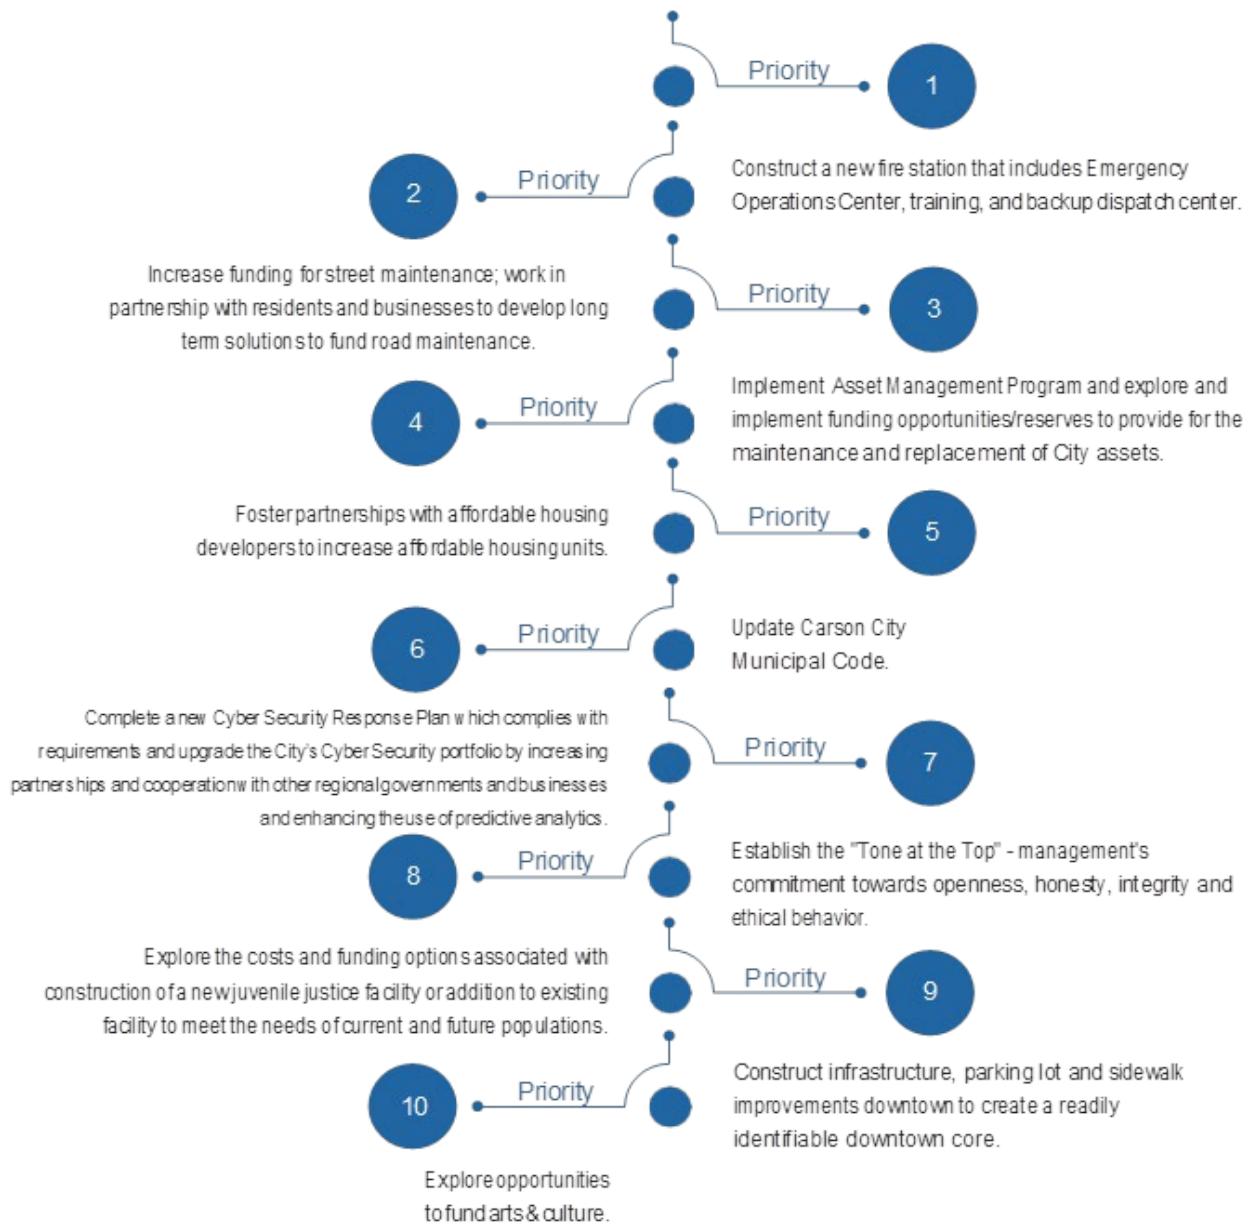 Priority
1
Construct a new fire station that includes Emergency
Operations Center, training, and backup dispatch center.
Priority
2
Increase funding for street maintenance; work in
partnership with residents and businesses to develop long
term solutions to fund road maintenance.
Priority
3
Implement Asset Management Program and explore and
implement funding opportunities/reserves to provide for the
maintenance and replacement of City assets.
Priority
4
Foster partnerships with affordable housing
developers to increase affordable housing units.
Priority
5
Update Carson City
Municipal Code.
Priority
6
Complete a new Cyber Security Response Plan which complies with
requirements and upgrade the City's Cyber Security portfolio by increasing
partnerships and cooperation with other regional governments and businesses
and enhancing the use of predictive analytics.
Priority
7
Establish the "Tone at the Top" - management's
commitment towards openness, honesty, integrity and
ethical behavior.
Priority
8
Explore the costs and funding options associated with
construction of a new juvenile justice facility or addition to existing
facility to meet the needs of current and future populations.
Priority
9
Construct infrastructure, parking lot and sidewalk
improvements downtown to create a readily
identifiable downtown core.
Priority
10
Explore opportunities
to fund arts & culture.